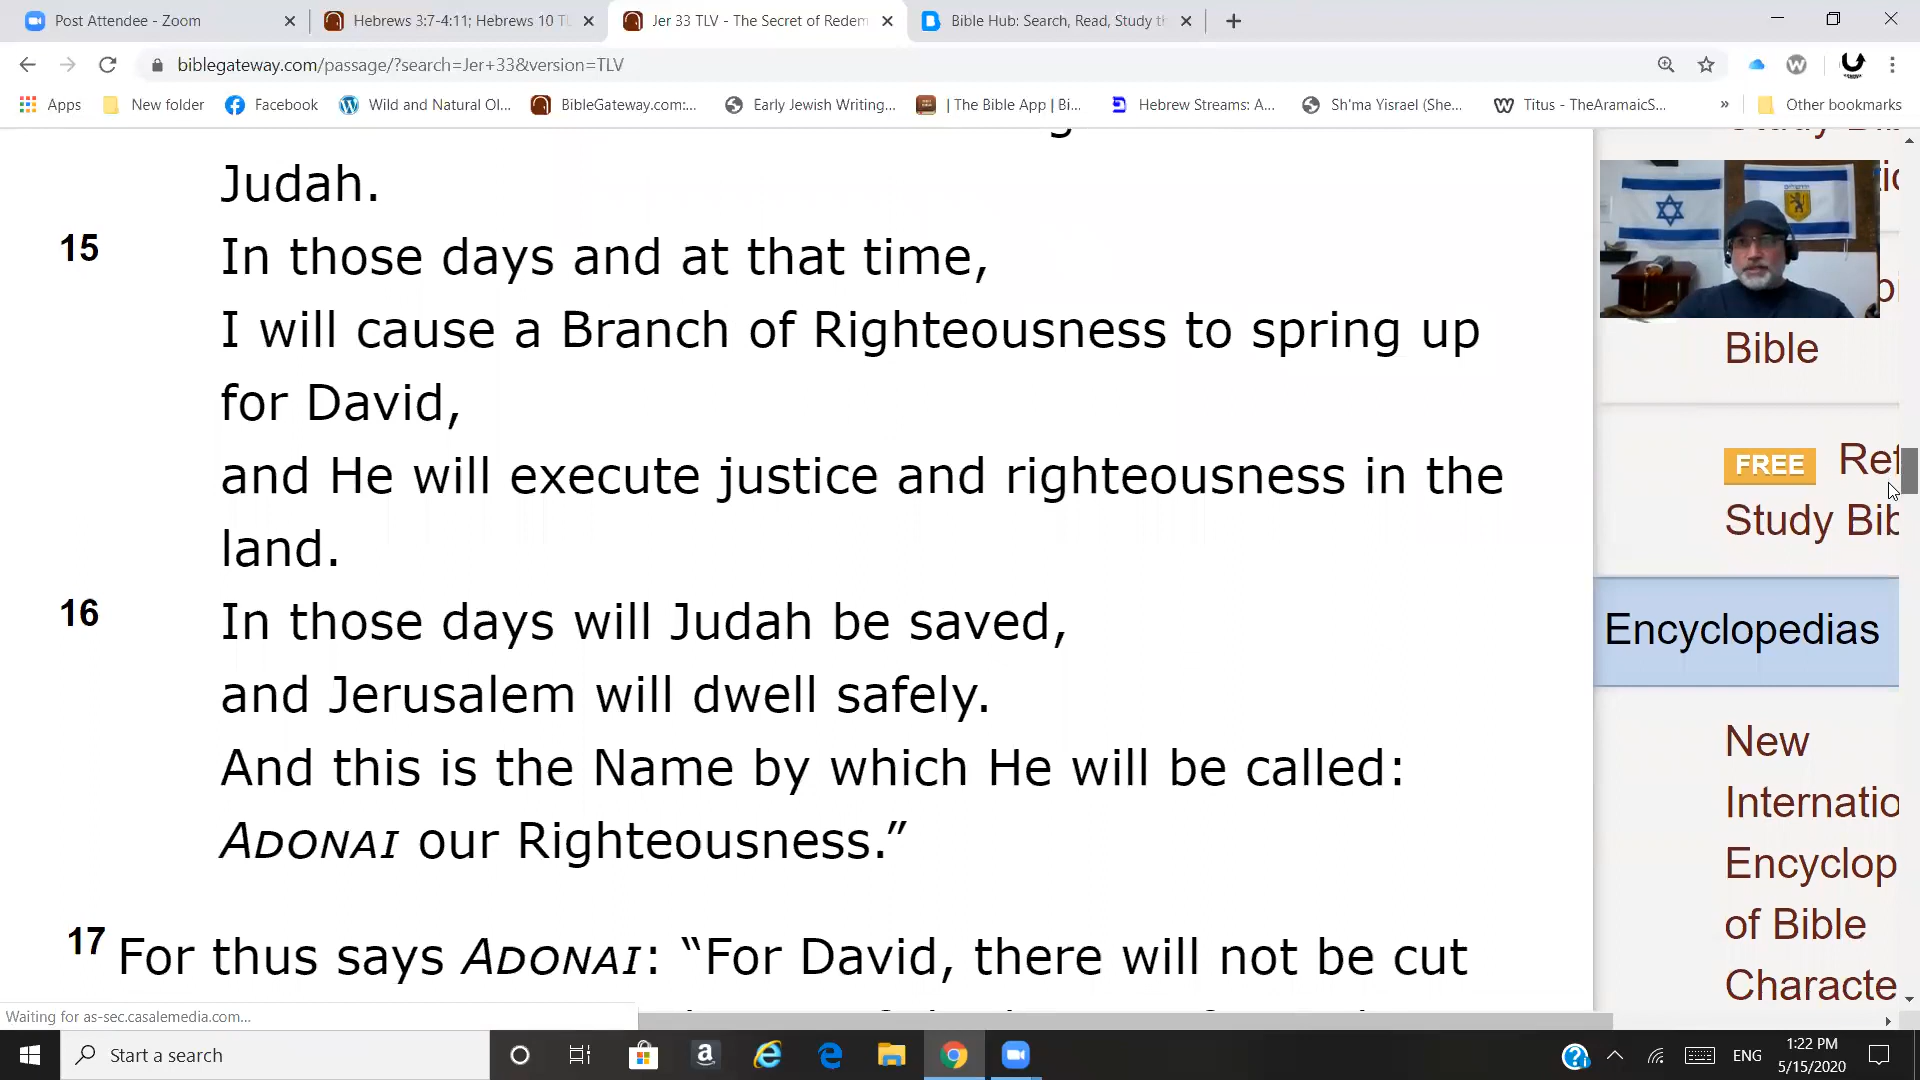 Post Attendee - Zoom
Hebrews 3:7-4:11; Hebrews 10 TL
Jer 33 TLV - The Secret of Redem
Bible Hub: Search, Read, Study th
biblegateway.com/passage/?search=Jer+33&version=TLV
Apps
New folder
Facebook
Wild and Natural Ol...
BibleGateway.com:...
Early Jewish Writing...
| The Bible App | Bi...
Hebrew Streams: A...
Sh'ma Yisrael (She...
Titus - TheAramaicS...
»
Other bookmarks
Judah.
15 In those days and at that time,
I will cause a Branch of Righteousness to spring up
for David,
and He will execute justice and righteousness in the
land.
16 In those days will Judah be saved,
and Jerusalem will dwell safely.
And this is the Name by which He will be called:
ADONAI our Righteousness.”
17 For thus says ADONAI: “For David, there will not be cut
Bible
FREE Ref
Study Bib
Encyclopedias
New
Internatio
Encyclop
of Bible
Characte
Waiting for as-sec.casalemedia.com...
Start a search
ENG
1:22 PM
5/15/2020